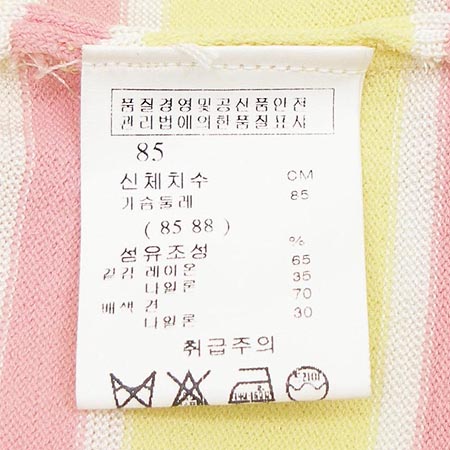 품질경영및공산품안전
관리법에의한품질표시
85
신체치수 CM
가슴둘레 85
( 85 88 )
섬유조성 %
겉감 레이온 65
나일론 35
배색 견 70
나일론 30
취급주의